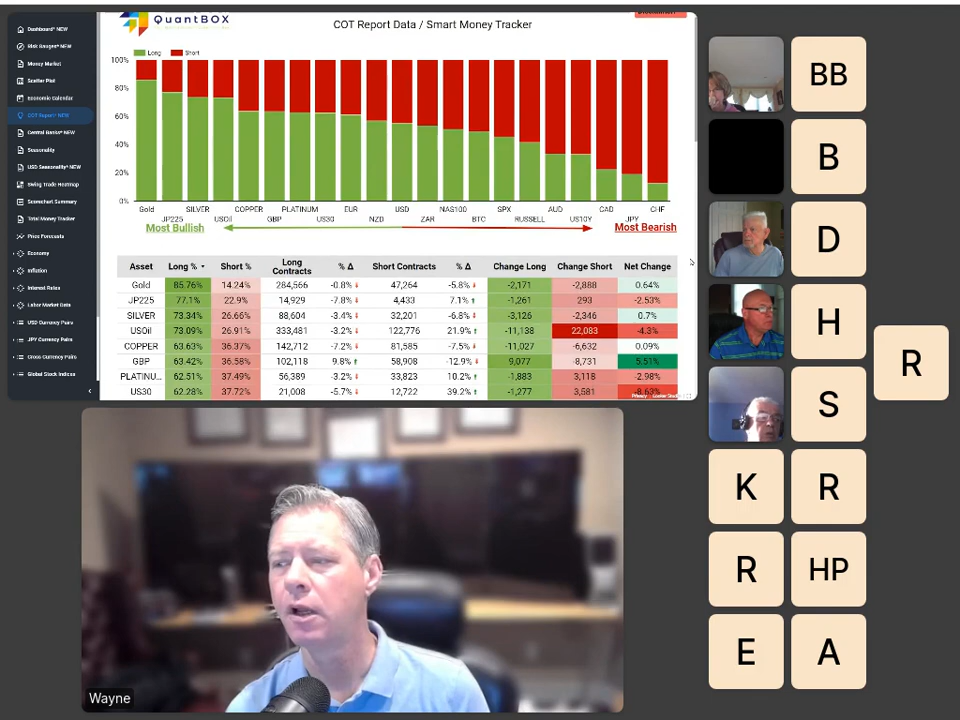 QuantBOX
COT Report Data / Smart Money Tracker
Dashboard* NEW
Risk Gauges* NEW
Money Market
Scatter Plot
Economic Calendar
COT Report* NEW
Central Banks* NEW
Seasonality
USD Seasonality* NEW
Swing Trade Heatmap
Scorechart Summary
Total Money Tracker
Price Forecasts
Economy
Inflation
Interest Rates
Labor Market Data
USD Currency Pairs
JPY Currency Pairs
Cross Currency Pairs
Global Stock Indices
Long Short
100%
80%
60%
40%
20%
0%
Gold SILVER COPPER PLATINUM EUR USD NAS100 SPX AUD CAD CHF
JP225 USOil GBP US30 NZD ZAR BTC RUSSELL US10Y JPY
Most Bullish Most Bearish
Asset Long % Short % Long Contracts % Δ Short Contracts % Δ Change Long Change Short Net Change
Gold 85.76% 14.24% 284,566 -0.8% 47,264 -5.8% -2,171 -2,888 0.64%
JP225 77.1% 22.9% 14,929 -7.8% 4,433 7.1% -1,261 293 -2.53%
SILVER 73.34% 26.66% 88,604 -3.4% 32,201 -6.8% -3,126 -2,346 0.7%
USOil 73.09% 26.91% 333,481 -3.2% 122,776 21.9% -11,138 22,083 -4.3%
COPPER 63.63% 36.37% 142,712 -7.2% 81,585 -7.5% -11,027 -6,632 0.09%
GBP 63.42% 36.58% 102,118 9.8% 58,908 -12.9% 9,077 -8,731 5.51%
PLATINU... 62.51% 37.49% 56,389 -3.2% 33,823 10.2% -1,883 3,118 -2.98%
US30 62.28% 37.72% 21,008 -5.7% 12,722 39.2% -1,277 3,581
Wayne
BB
B
D
H
R
S
K
R
R
HP
E
A